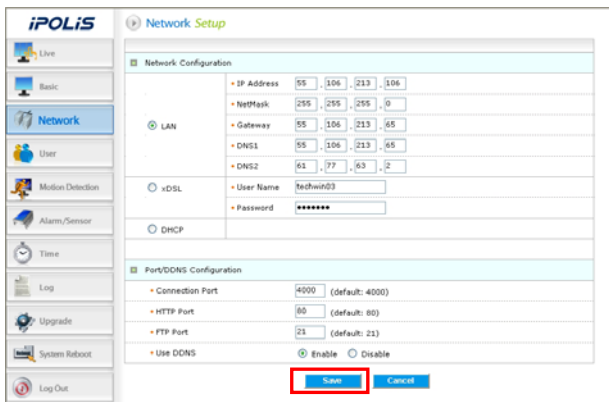 iPOLiS
Network Setup
Live
Basic
Network
User
Motion Detection
Alarm/Sensor
Time
Log
Upgrade
System Reboot
Log Out
Network Configuration
LAN
IP Address 55 . 106 . 213 . 106
NetMask 255 . 255 . 255 . 0
Gateway 55 . 106 . 213 . 65
DNS1 55 . 106 . 213 . 65
DNS2 61 . 77 . 63 . 2
xDSL
User Name techwin03
Password •••••••
DHCP
Port/DDNS Configuration
Connection Port 4000 (default: 4000)
HTTP Port 80 (default: 80)
FTP Port 21 (default: 21)
Use DDNS Enable Disable
Save Cancel